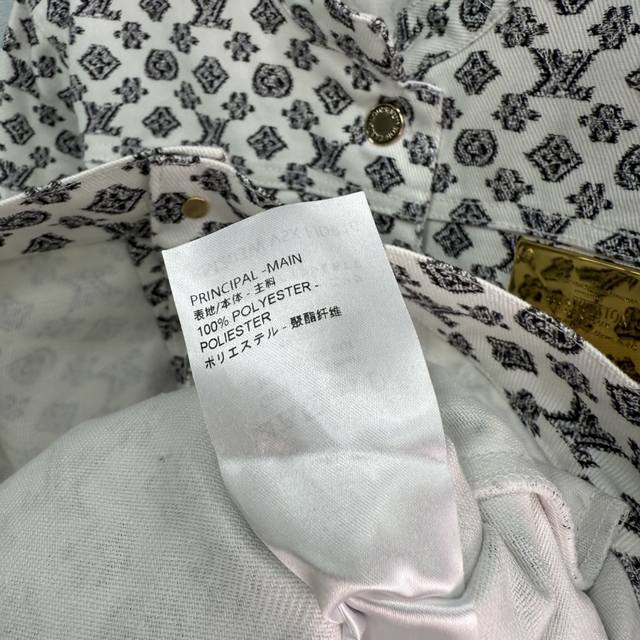 PRINCIPAL - MAIN
表地/本体 - 主料
100% POLYESTER -
POLIESTER
ポリエステル - 聚酯纤维